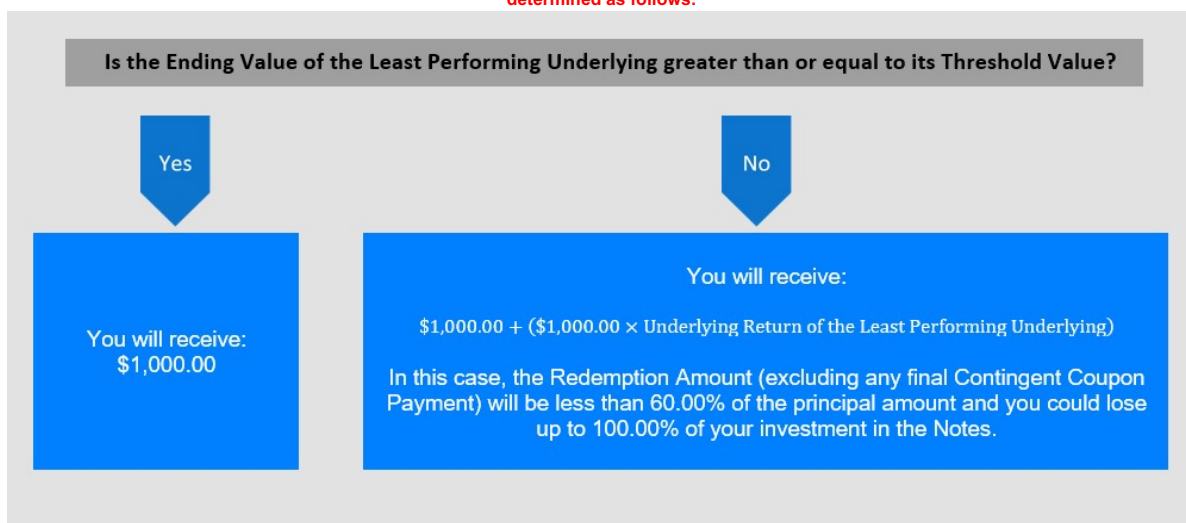 determined as follows:
Is the Ending Value of the Least Performing Underlying greater than or equal to its Threshold Value?
Yes
No
You will receive:
$1,000.00
You will receive:
$1,000.00 + ($1,000.00 × Underlying Return of the Least Performing Underlying)
In this case, the Redemption Amount (excluding any final Contingent Coupon
Payment) will be less than 60.00% of the principal amount and you could lose
up to 100.00% of your investment in the Notes.